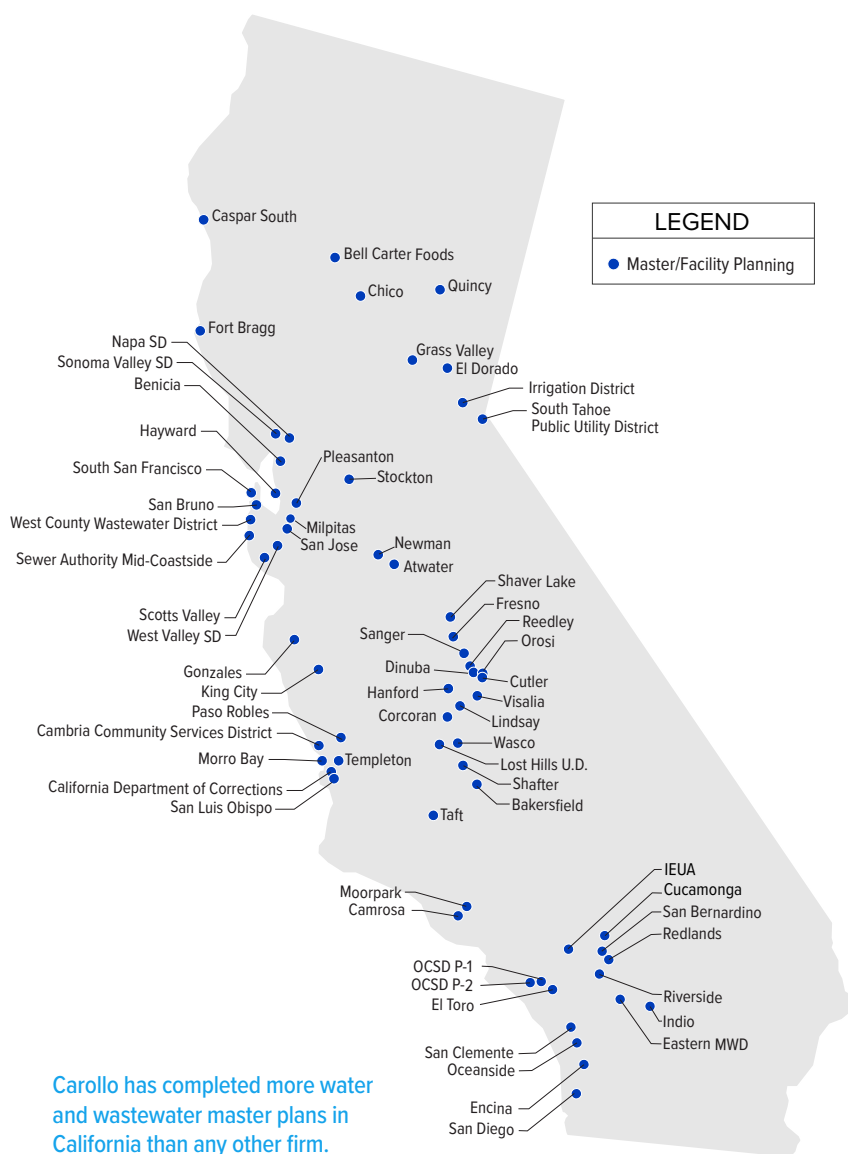 Caspar South
LEGEND
Master/Facility Planning
Bell Carter Foods
Chico
Quincy
Fort Bragg
Napa SD
Sonoma Valley SD
Benicia
Grass Valley
El Dorado
Irrigation District
South Tahoe
Public Utility District
Hayward
Pleasanton
South San Francisco
Stockton
San Bruno
West County Wastewater District
Milpitas
San Jose
Sewer Authority Mid-Coastside
Newman
Atwater
Scotts Valley
West Valley SD
Shaver Lake
Fresno
Reedley
Sanger
Orosi
Dinuba
Cutler
Gonzales
King City
Hanford
Visalia
Paso Robles
Corcoran
Lindsay
Cambria Community Services District
Wasco
Morro Bay
Templeton
Lost Hills U.D.
California Department of Corrections
Shafter
San Luis Obispo
Bakersfield
Taft
IEUA
Moorpark
Cucamonga
Camrosa
San Bernardino
Redlands
OCSD P-1
OCSD P-2
El Toro
Riverside
Indio
Eastern MWD
San Clemente
Oceanside
Encina
San Diego
Carollo has completed more water
and wastewater master plans in
California than any other firm.